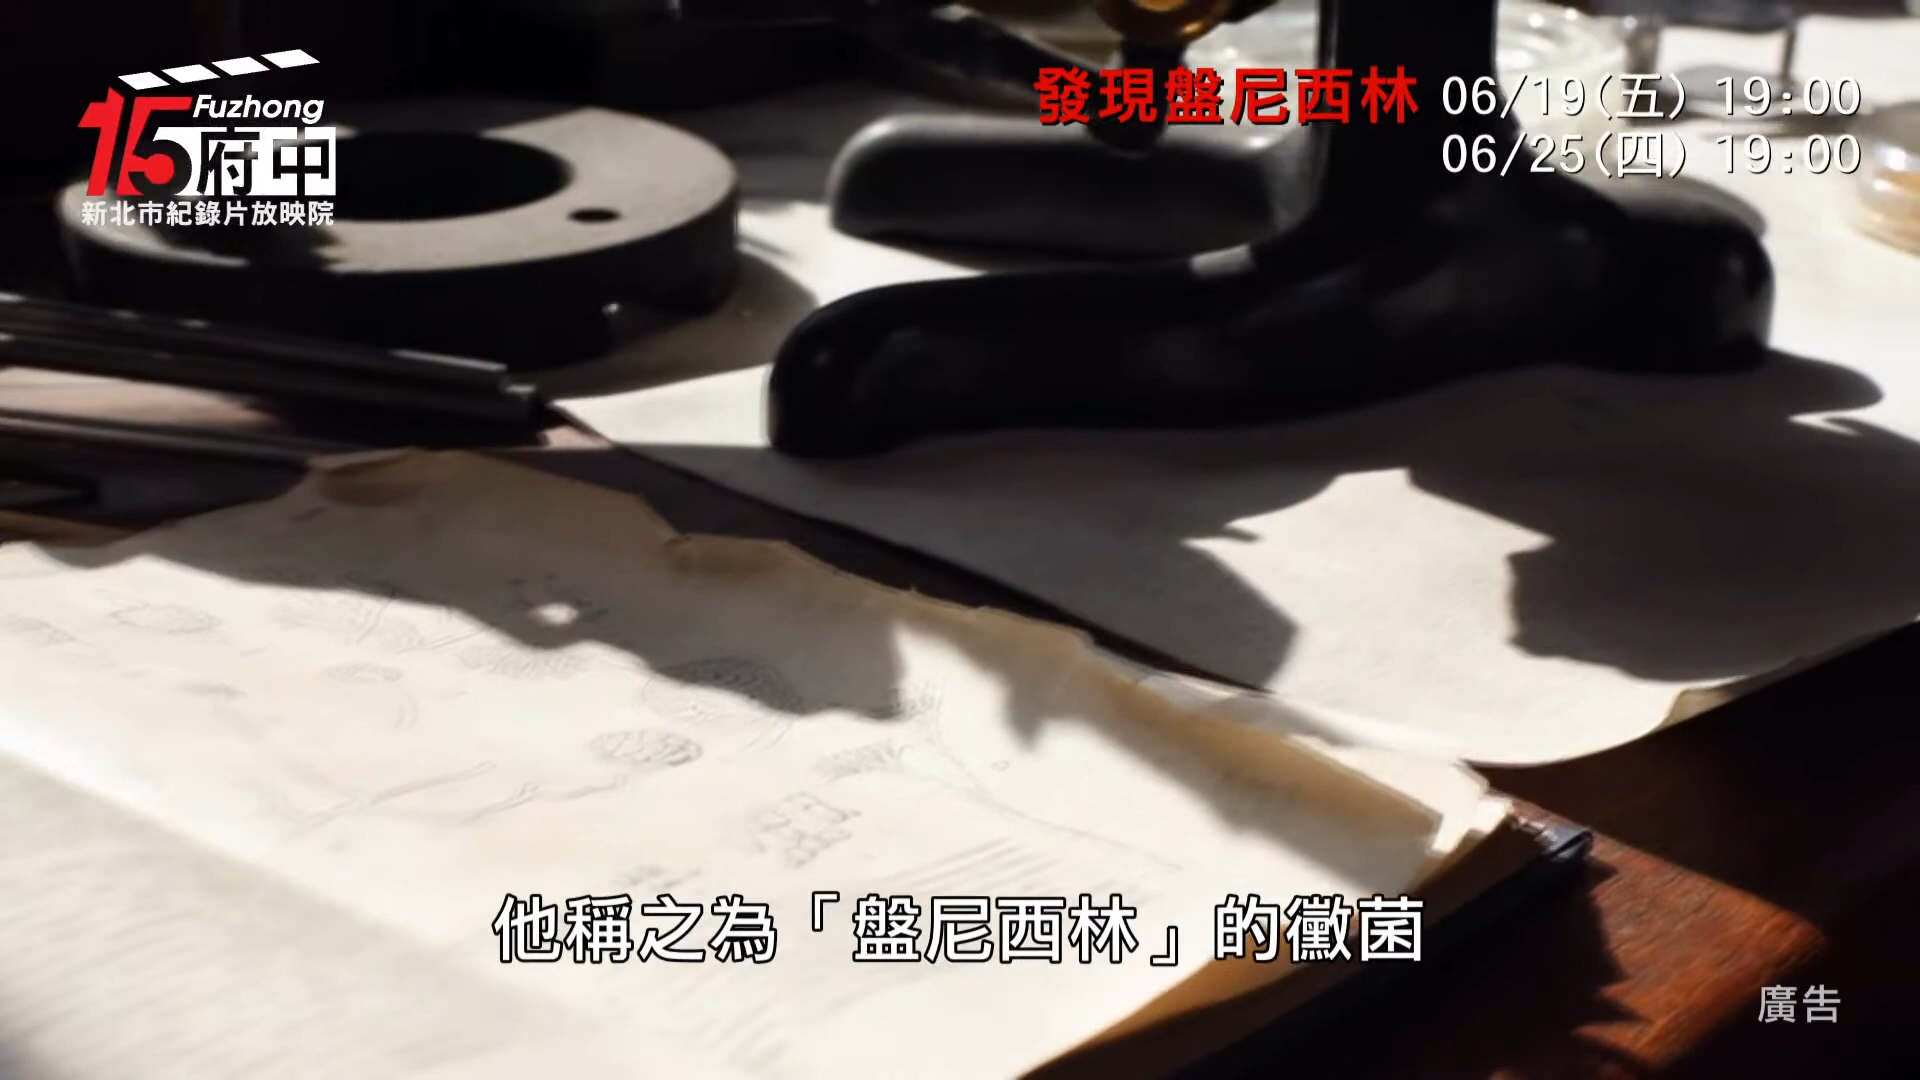 15 Fuzhong
府中
新北市紀錄片放映院
發現盤尼西林 06/19(五) 19:00
06/25(四) 19:00
他稱之為「盤尼西林」的黴菌
廣告